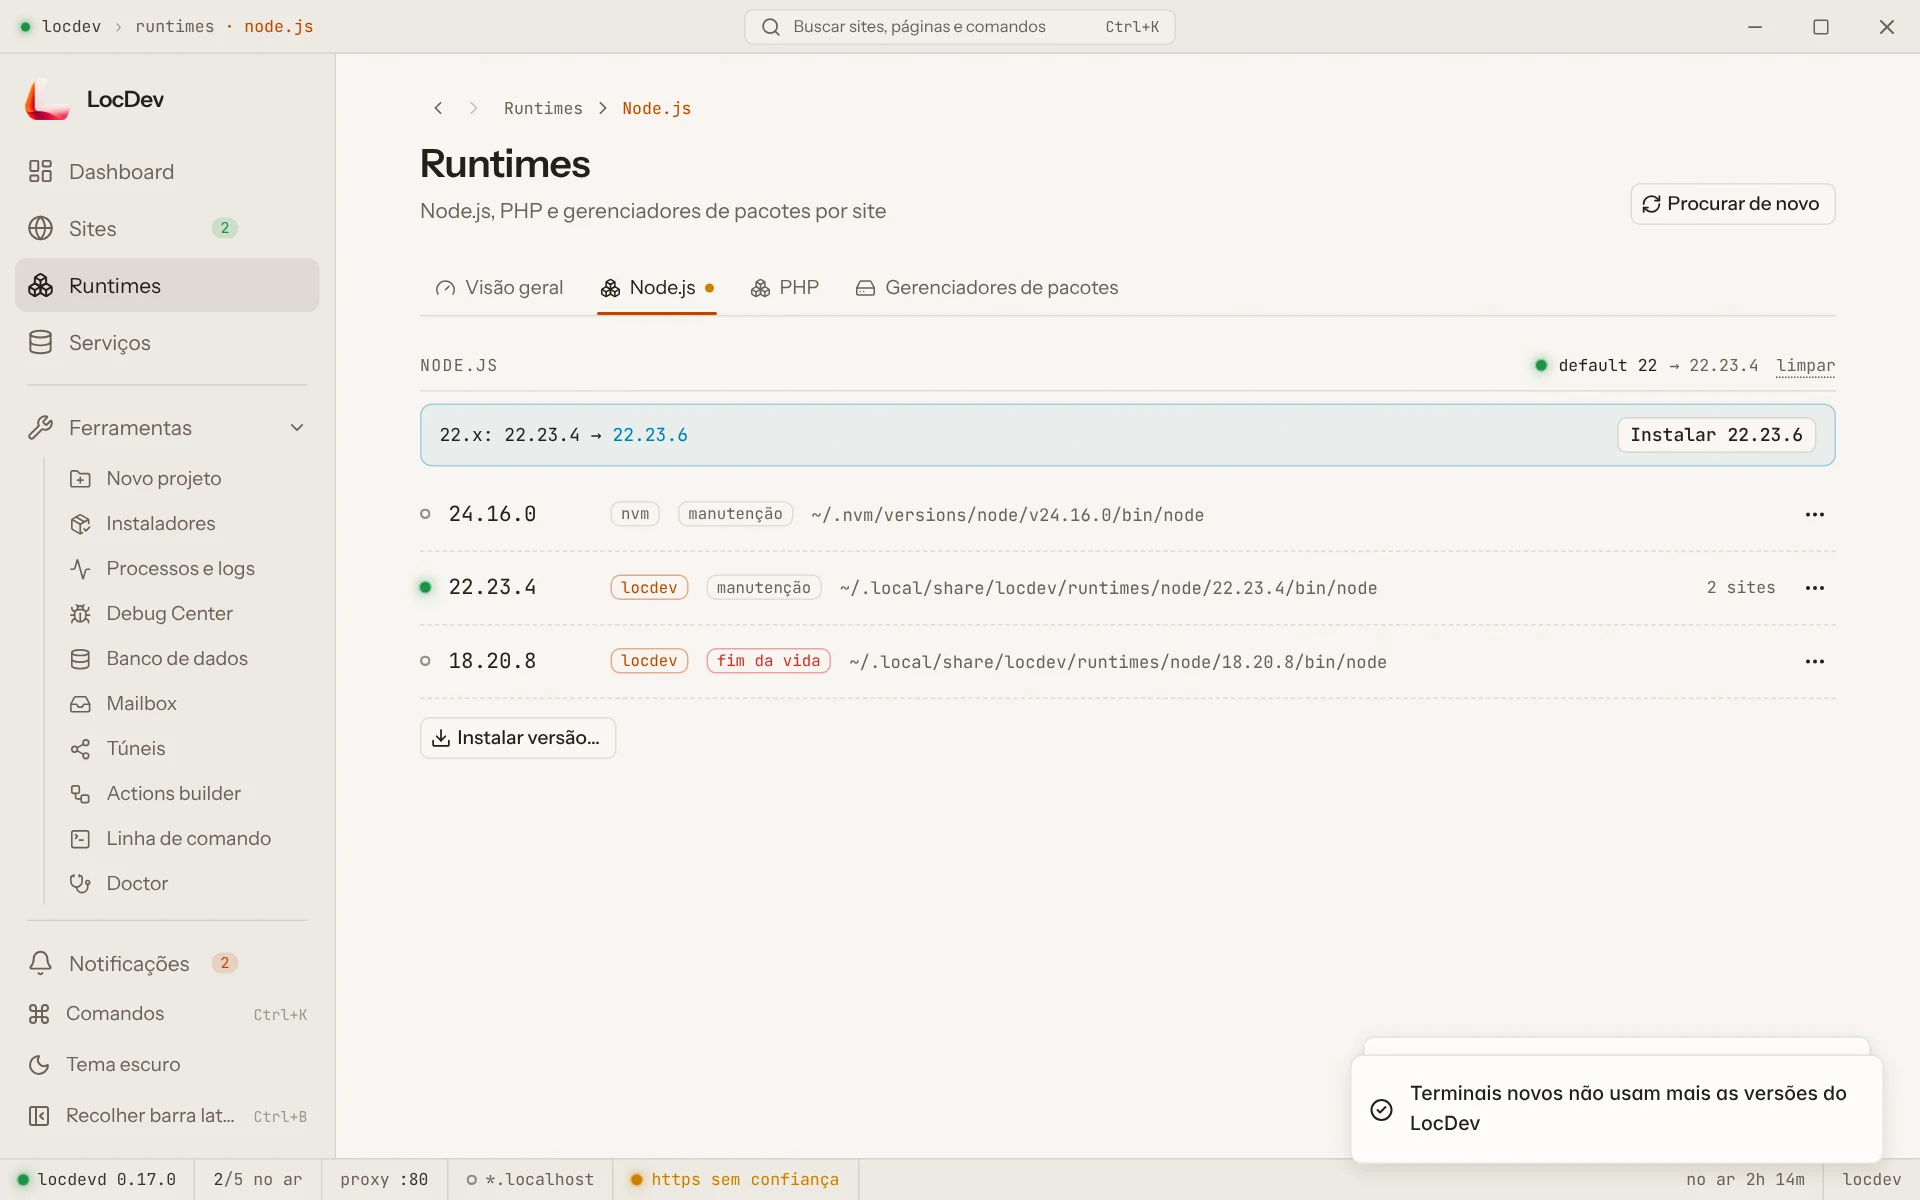 locdev › runtimes · node.js
Buscar sites, páginas e comandos Ctrl+K
LocDev
Dashboard
Sites 2
Runtimes
Serviços
Ferramentas
Novo projeto
Instaladores
Processos e logs
Debug Center
Banco de dados
Mailbox
Túneis
Actions builder
Linha de comando
Doctor
Notificações 2
Comandos Ctrl+K
Tema escuro
Recolher barra lat... Ctrl+B
Runtimes > Node.js
Runtimes
Node.js, PHP e gerenciadores de pacotes por site
Procurar de novo
Visão geral Node.js PHP Gerenciadores de pacotes
NODE.JS default 22 → 22.23.4 limpar
22.x: 22.23.4 → 22.23.6 Instalar 22.23.6
24.16.0 nvm manutenção ~/.nvm/versions/node/v24.16.0/bin/node
22.23.4 locdev manutenção ~/.local/share/locdev/runtimes/node/22.23.4/bin/node 2 sites
18.20.8 locdev fim da vida ~/.local/share/locdev/runtimes/node/18.20.8/bin/node
Instalar versão...
Terminais novos não usam mais as versões do
LocDev
locdevd 0.17.0 2/5 no ar proxy :80 *.localhost https sem confiança no ar 2h 14m locdev